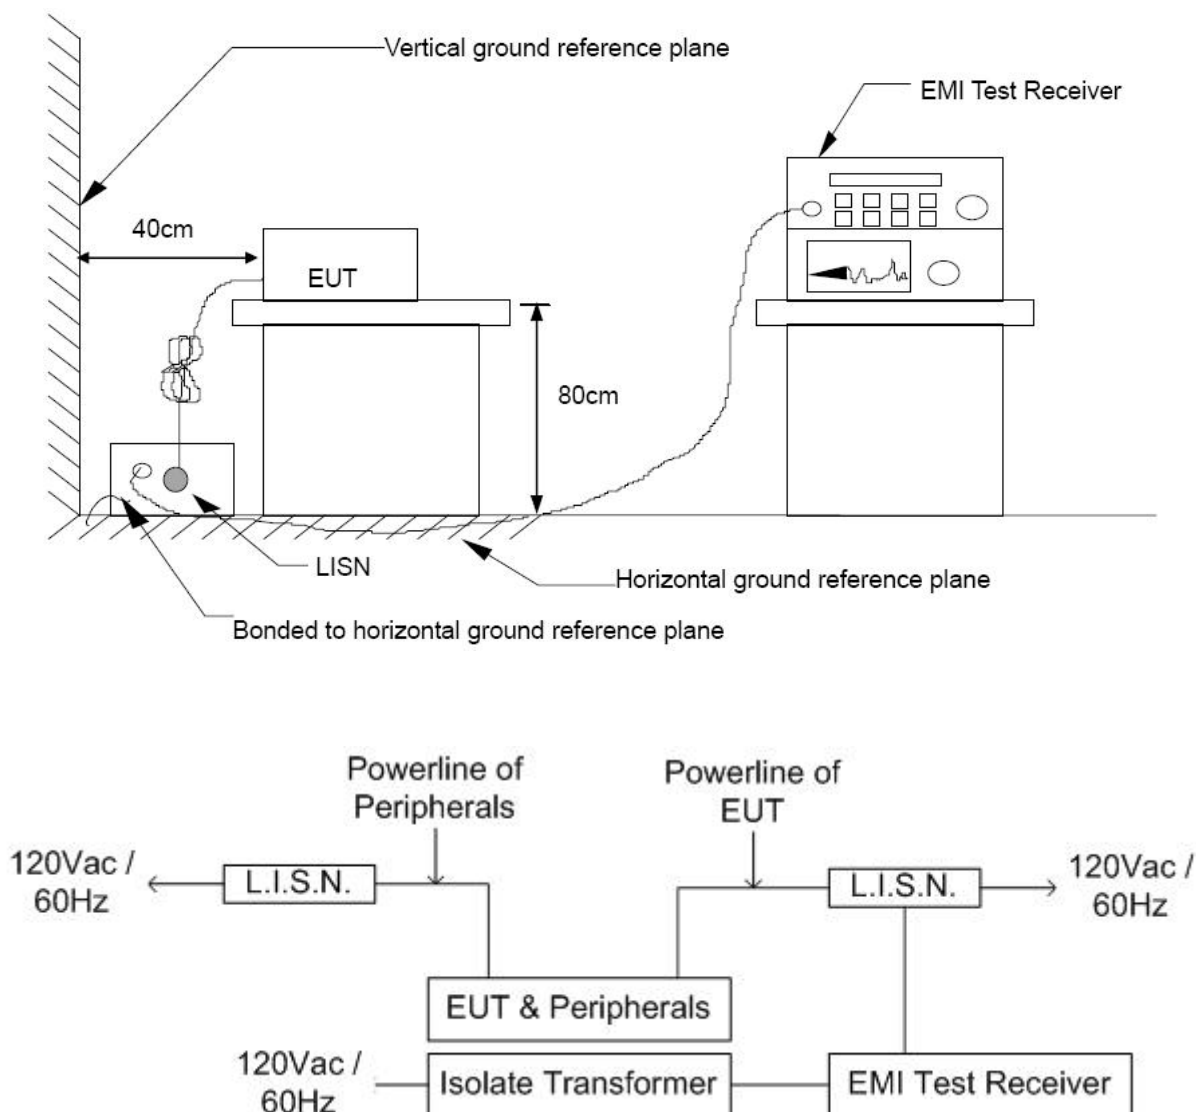 Vertical ground reference plane
EMI Test Receiver
40cm
EUT
80cm
LISN
Horizontal ground reference plane
Bonded to horizontal ground reference plane
Powerline of
Peripherals
Powerline of
EUT
120Vac /
60Hz
L.I.S.N.
L.I.S.N.
120Vac /
60Hz
EUT & Peripherals
120Vac /
60Hz
Isolate Transformer
EMI Test Receiver